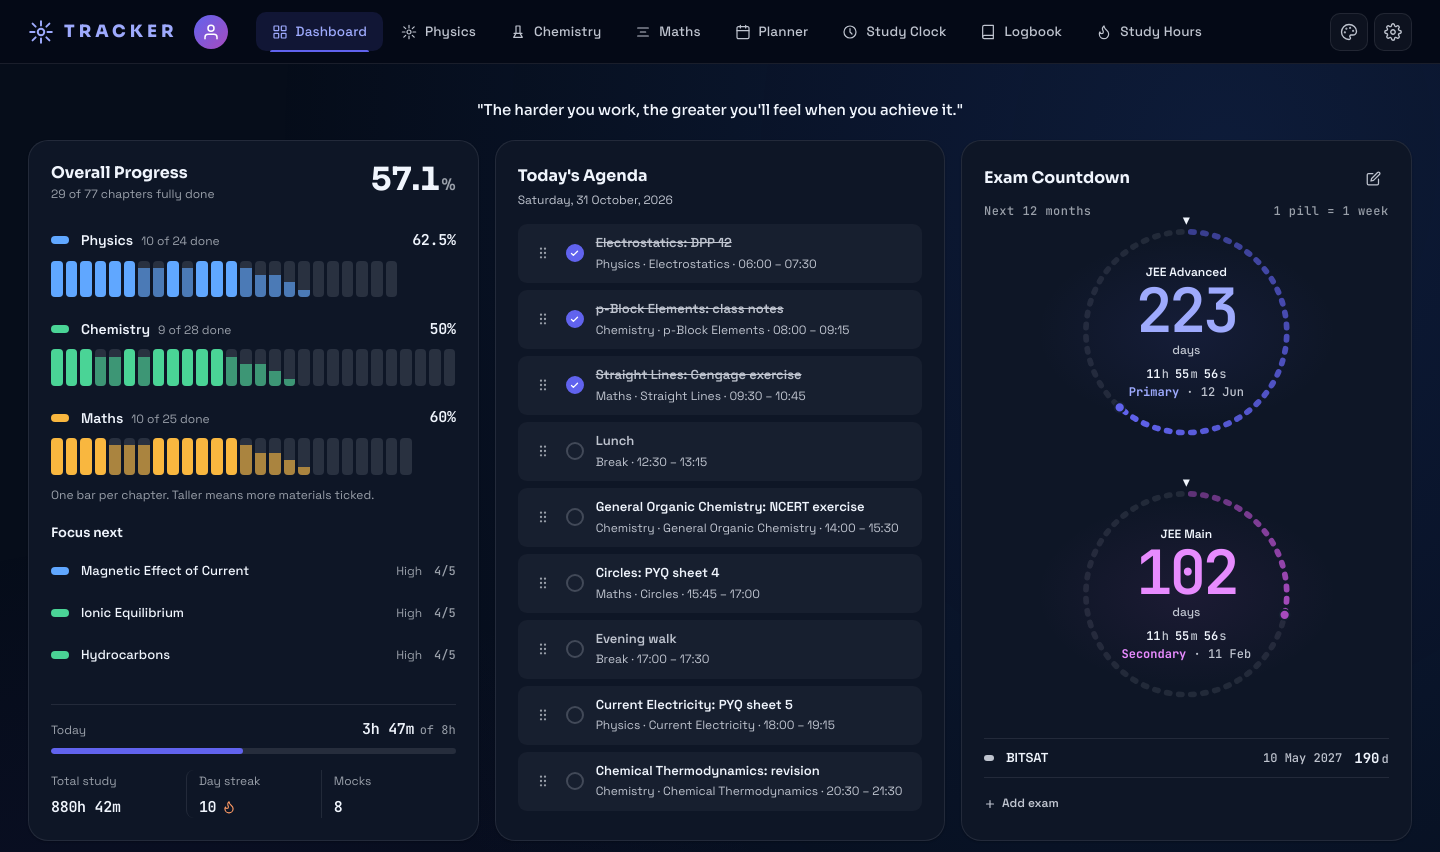 TRACKER
Dashboard
Physics
Chemistry
Maths
Planner
Study Clock
Logbook
Study Hours
"The harder you work, the greater you'll feel when you achieve it."
Overall Progress
57.1%
29 of 77 chapters fully done
Physics 10 of 24 done 62.5%
Chemistry 9 of 28 done 50%
Maths 10 of 25 done 60%
One bar per chapter. Taller means more materials ticked.
Focus next
Magnetic Effect of Current High 4/5
Ionic Equilibrium High 4/5
Hydrocarbons High 4/5
Today 3h 47m of 8h
Total study Day streak Mocks
880h 42m 10 8
Today's Agenda
Saturday, 31 October, 2026
Electrostatics: DPP 12
Physics · Electrostatics · 06:00 – 07:30
p-Block Elements: class notes
Chemistry · p-Block Elements · 08:00 – 09:15
Straight Lines: Cengage exercise
Maths · Straight Lines · 09:30 – 10:45
Lunch
Break · 12:30 – 13:15
General Organic Chemistry: NCERT exercise
Chemistry · General Organic Chemistry · 14:00 – 15:30
Circles: PYQ sheet 4
Maths · Circles · 15:45 – 17:00
Evening walk
Break · 17:00 – 17:30
Current Electricity: PYQ sheet 5
Physics · Current Electricity · 18:00 – 19:15
Chemical Thermodynamics: revision
Chemistry · Chemical Thermodynamics · 20:30 – 21:30
Exam Countdown
Next 12 months 1 pill = 1 week
JEE Advanced
223
days
11h 55m 56s
Primary · 12 Jun
JEE Main
102
days
11h 55m 56s
Secondary · 11 Feb
BITSAT 10 May 2027 190d
+ Add exam